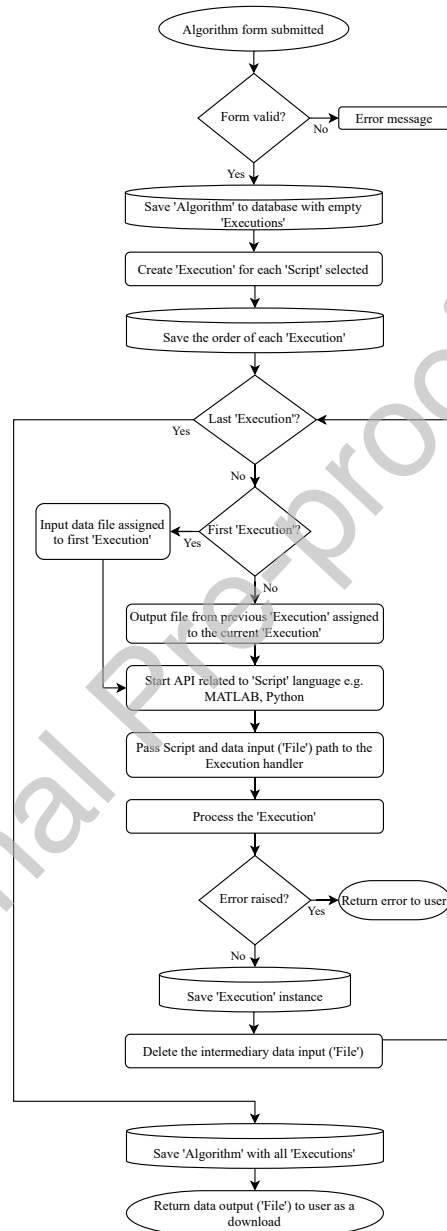 Algorithm form submitted
Form valid?
No
Error message
Yes
Save 'Algorithm' to database with empty
'Executions'
Create 'Execution' for each 'Script' selected
Save the order of each 'Execution'
Last 'Execution'?
Yes
No
Input data file assigned
to first 'Execution'
Yes
First 'Execution'?
No
Output file from previous 'Execution' assigned
to the current 'Execution'
Start API related to 'Script' language e.g.
MATLAB, Python
Pass Script and data input ('File') path to the
Execution handler
Process the 'Execution'
Error raised?
Yes
Return error to user
No
Save 'Execution' instance
Delete the intermediary data input ('File')
Save 'Algorithm' with all 'Executions'
Return data output ('File') to user as a
download
nal Pre-proo